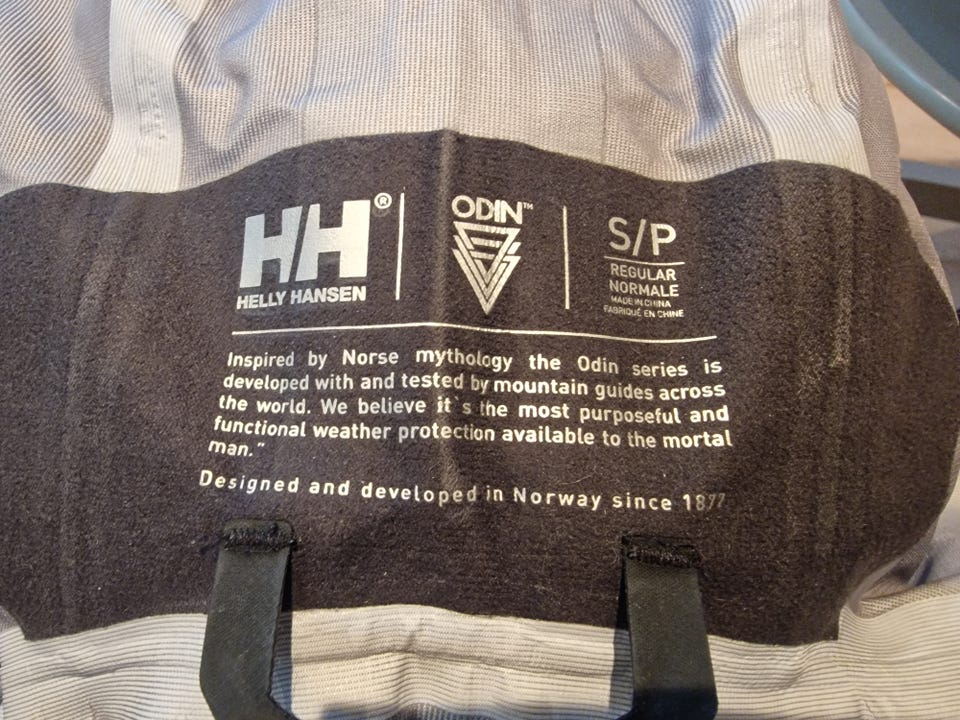 HH®
HELLY HANSEN
ODIN™
S/P
REGULAR
NORMALE
MADE IN CHINA
FABRIQUÉ EN CHINE
Inspired by Norse mythology the Odin series is
developed with and tested by mountain guides across
the world. We believe it`s the most purposeful and
functional weather protection available to the mortal
man.”
Designed and developed in Norway since 1877